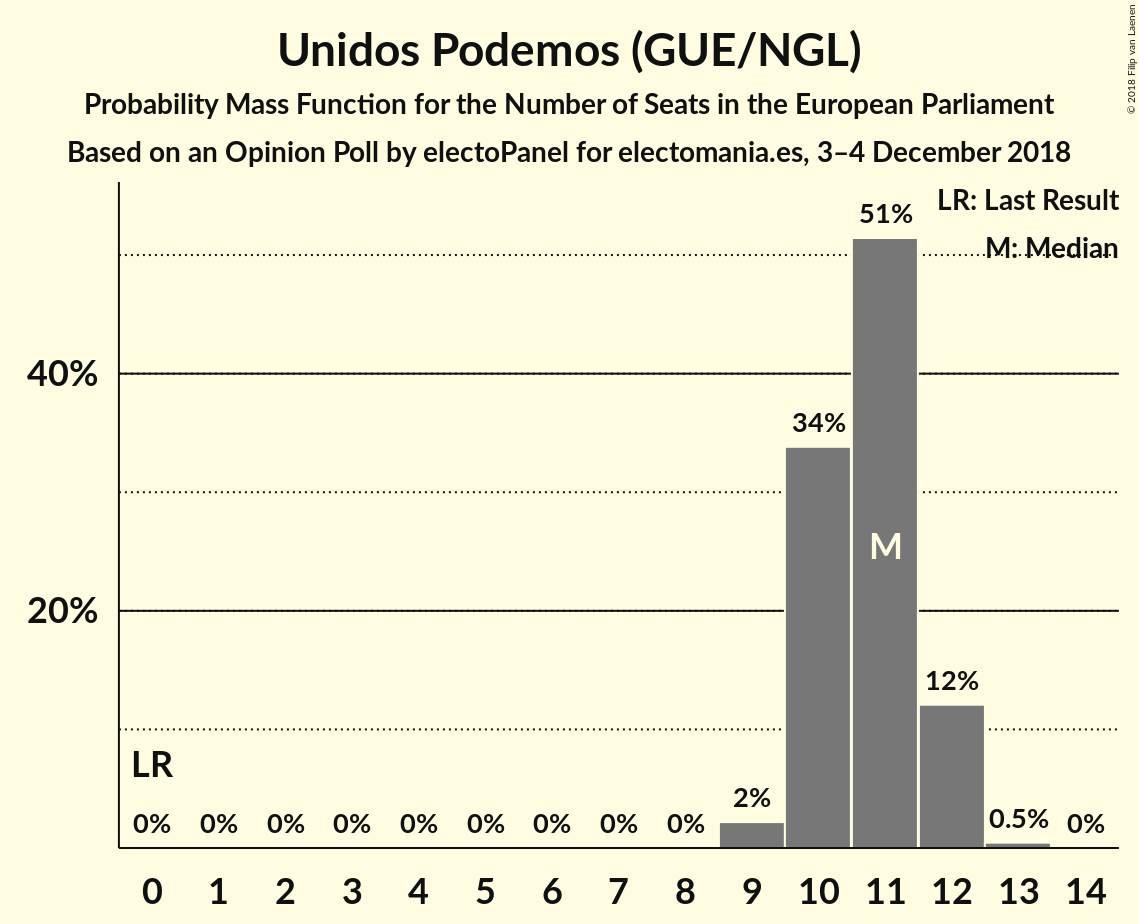 Unidos Podemos (GUE/NGL)
Probability Mass Function for the Number of Seats in the European Parliament
Based on an Opinion Poll by electoPanel for electomania.es, 3–4 December 2018
© 2018 Filip van Laenen
LR: Last Result
M: Median
51%
40%
34%
M
20%
12%
LR
2%
0% 0% 0% 0% 0% 0% 0% 0% 0% 0.5% 0%
0 1 2 3 4 5 6 7 8 9 10 11 12 13 14